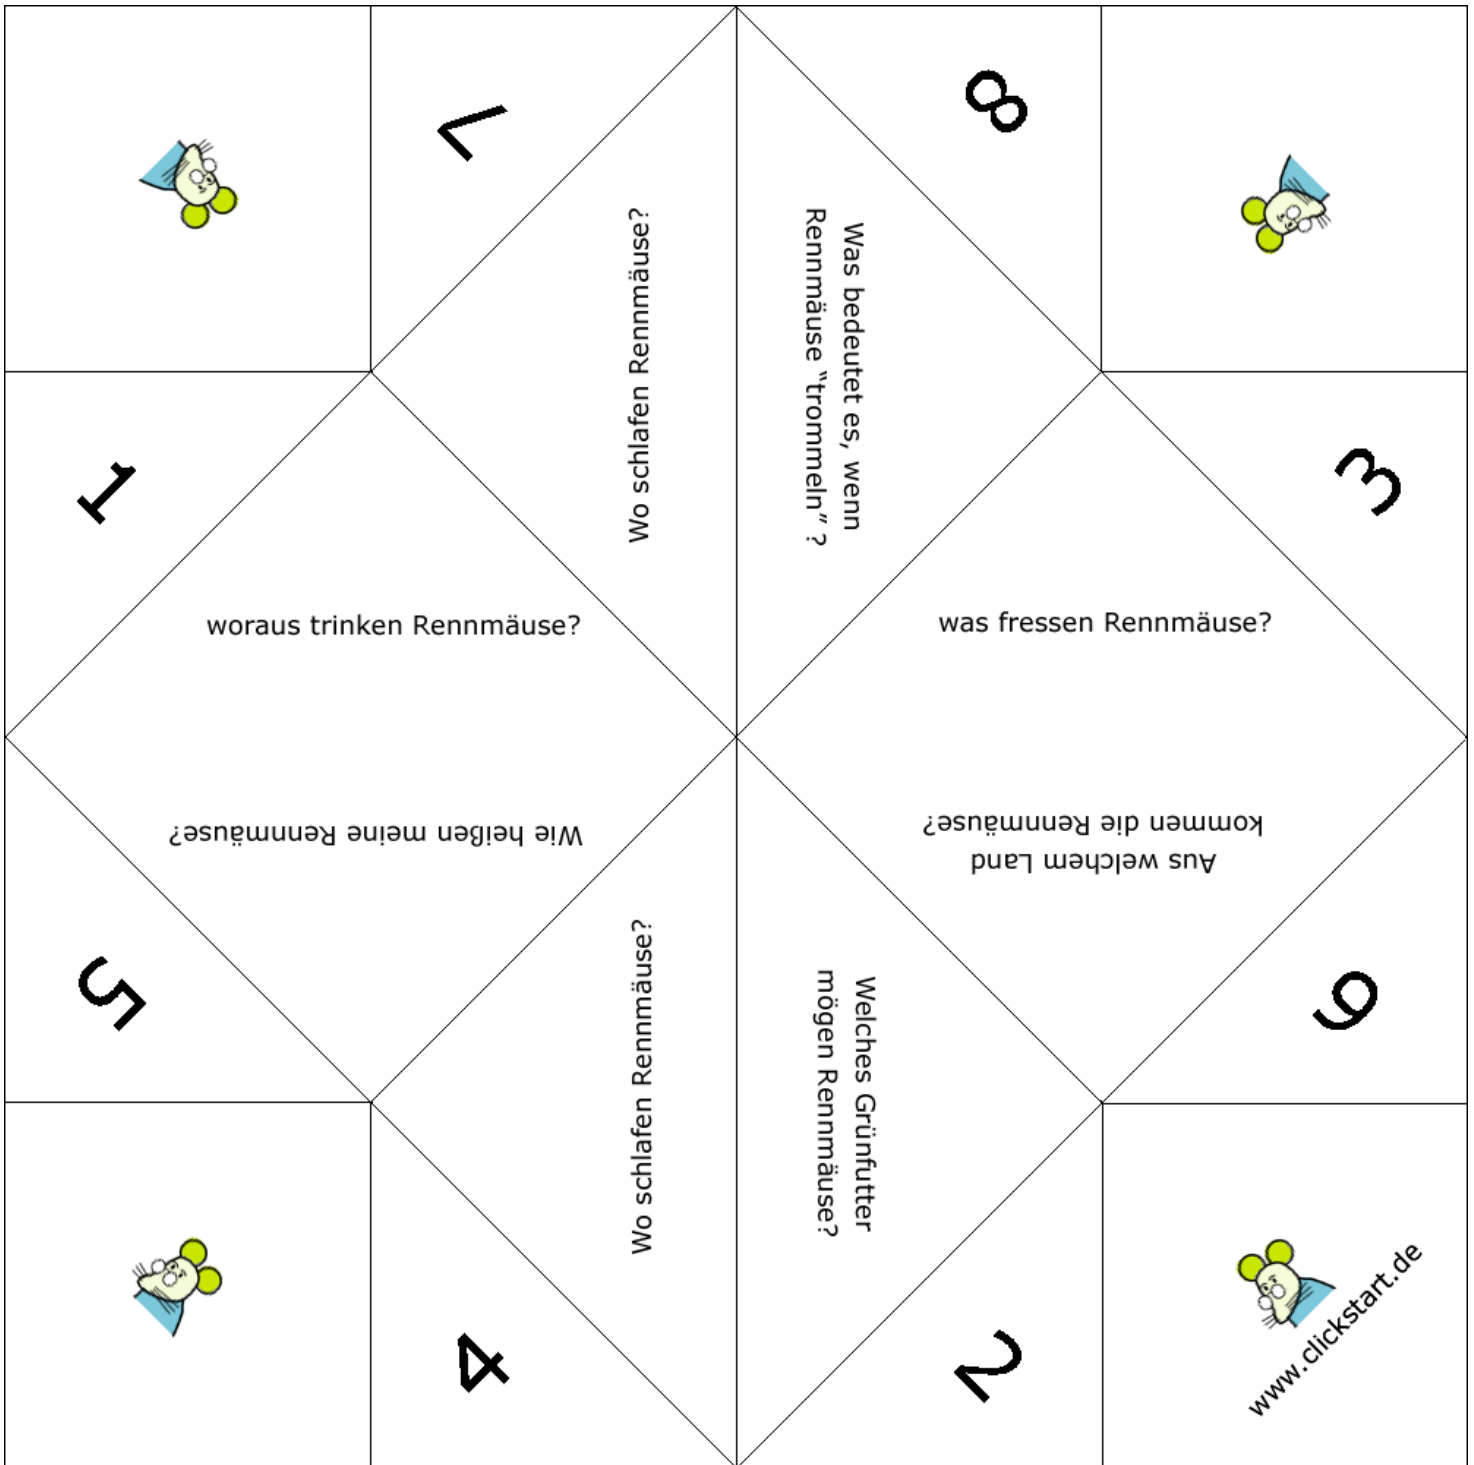 7
8
Wo schlafen Rennmäuse?
Was bedeutet es, wenn
Rennmäuse "trommeln" ?
1
3
woraus trinken Rennmäuse?
was fressen Rennmäuse?
Wie heißen meine Rennmäuse?
Aus welchem Land
kommen die Rennmäuse?
5
6
Wo schlafen Rennmäuse?
Welches Grünfutter
mögen Rennmäuse?
4
2
www.clickstart.de